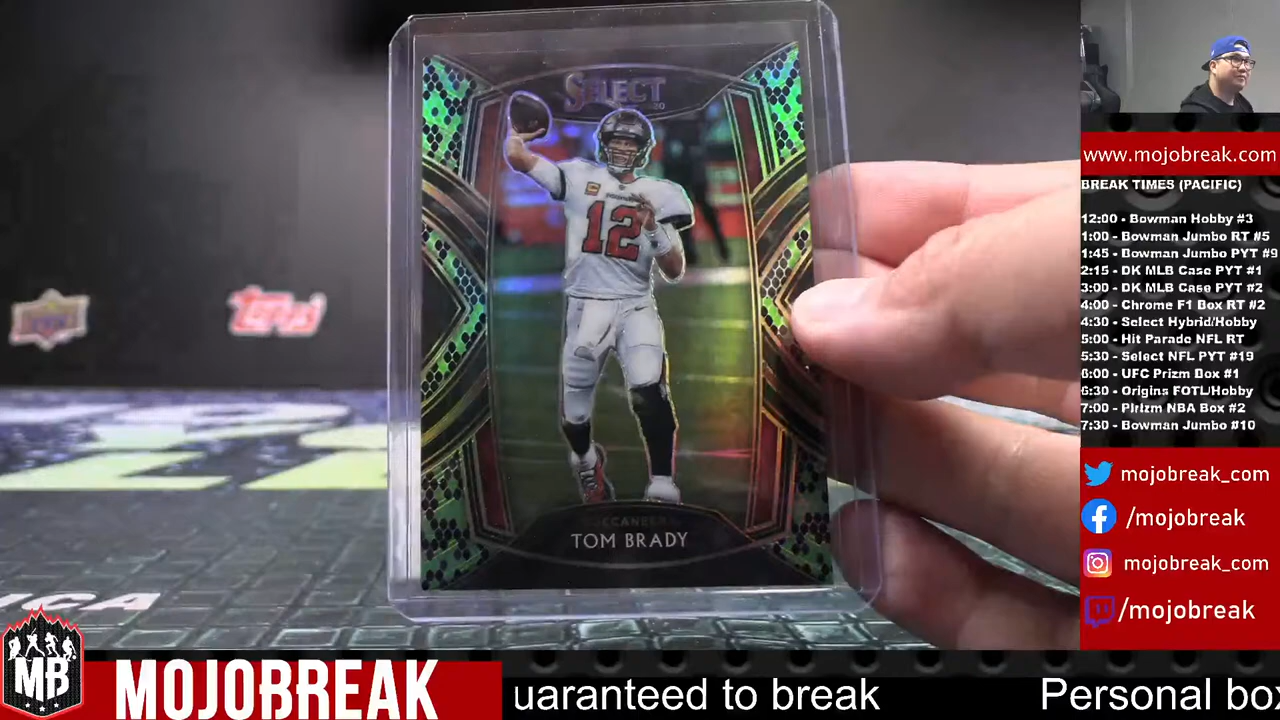 SELECT
20
12
BUCCANEERS
TOM BRADY
Topps
MB
MOJOBREAK
uaranteed to break
Personal box
www.mojobreak.com
BREAK TIMES (PACIFIC)
12:00 - Bowman Hobby #3
1:00 - Bowman Jumbo RT #5
1:45 - Bowman Jumbo PYT #9
2:15 - DK MLB Case PYT #1
3:00 - DK MLB Case PYT #2
4:00 - Chrome F1 Box RT #2
4:30 - Select Hybrid/Hobby
5:00 - Hit Parade NFL RT
5:30 - Select NFL PYT #19
6:00 - UFC Prizm Box #1
6:30 - Origins FOTL/Hobby
7:00 - Pirizm NBA Box #2
7:30 - Bowman Jumbo #10
mojobreak_com
/mojobreak
mojobreak_com
/mojobreak